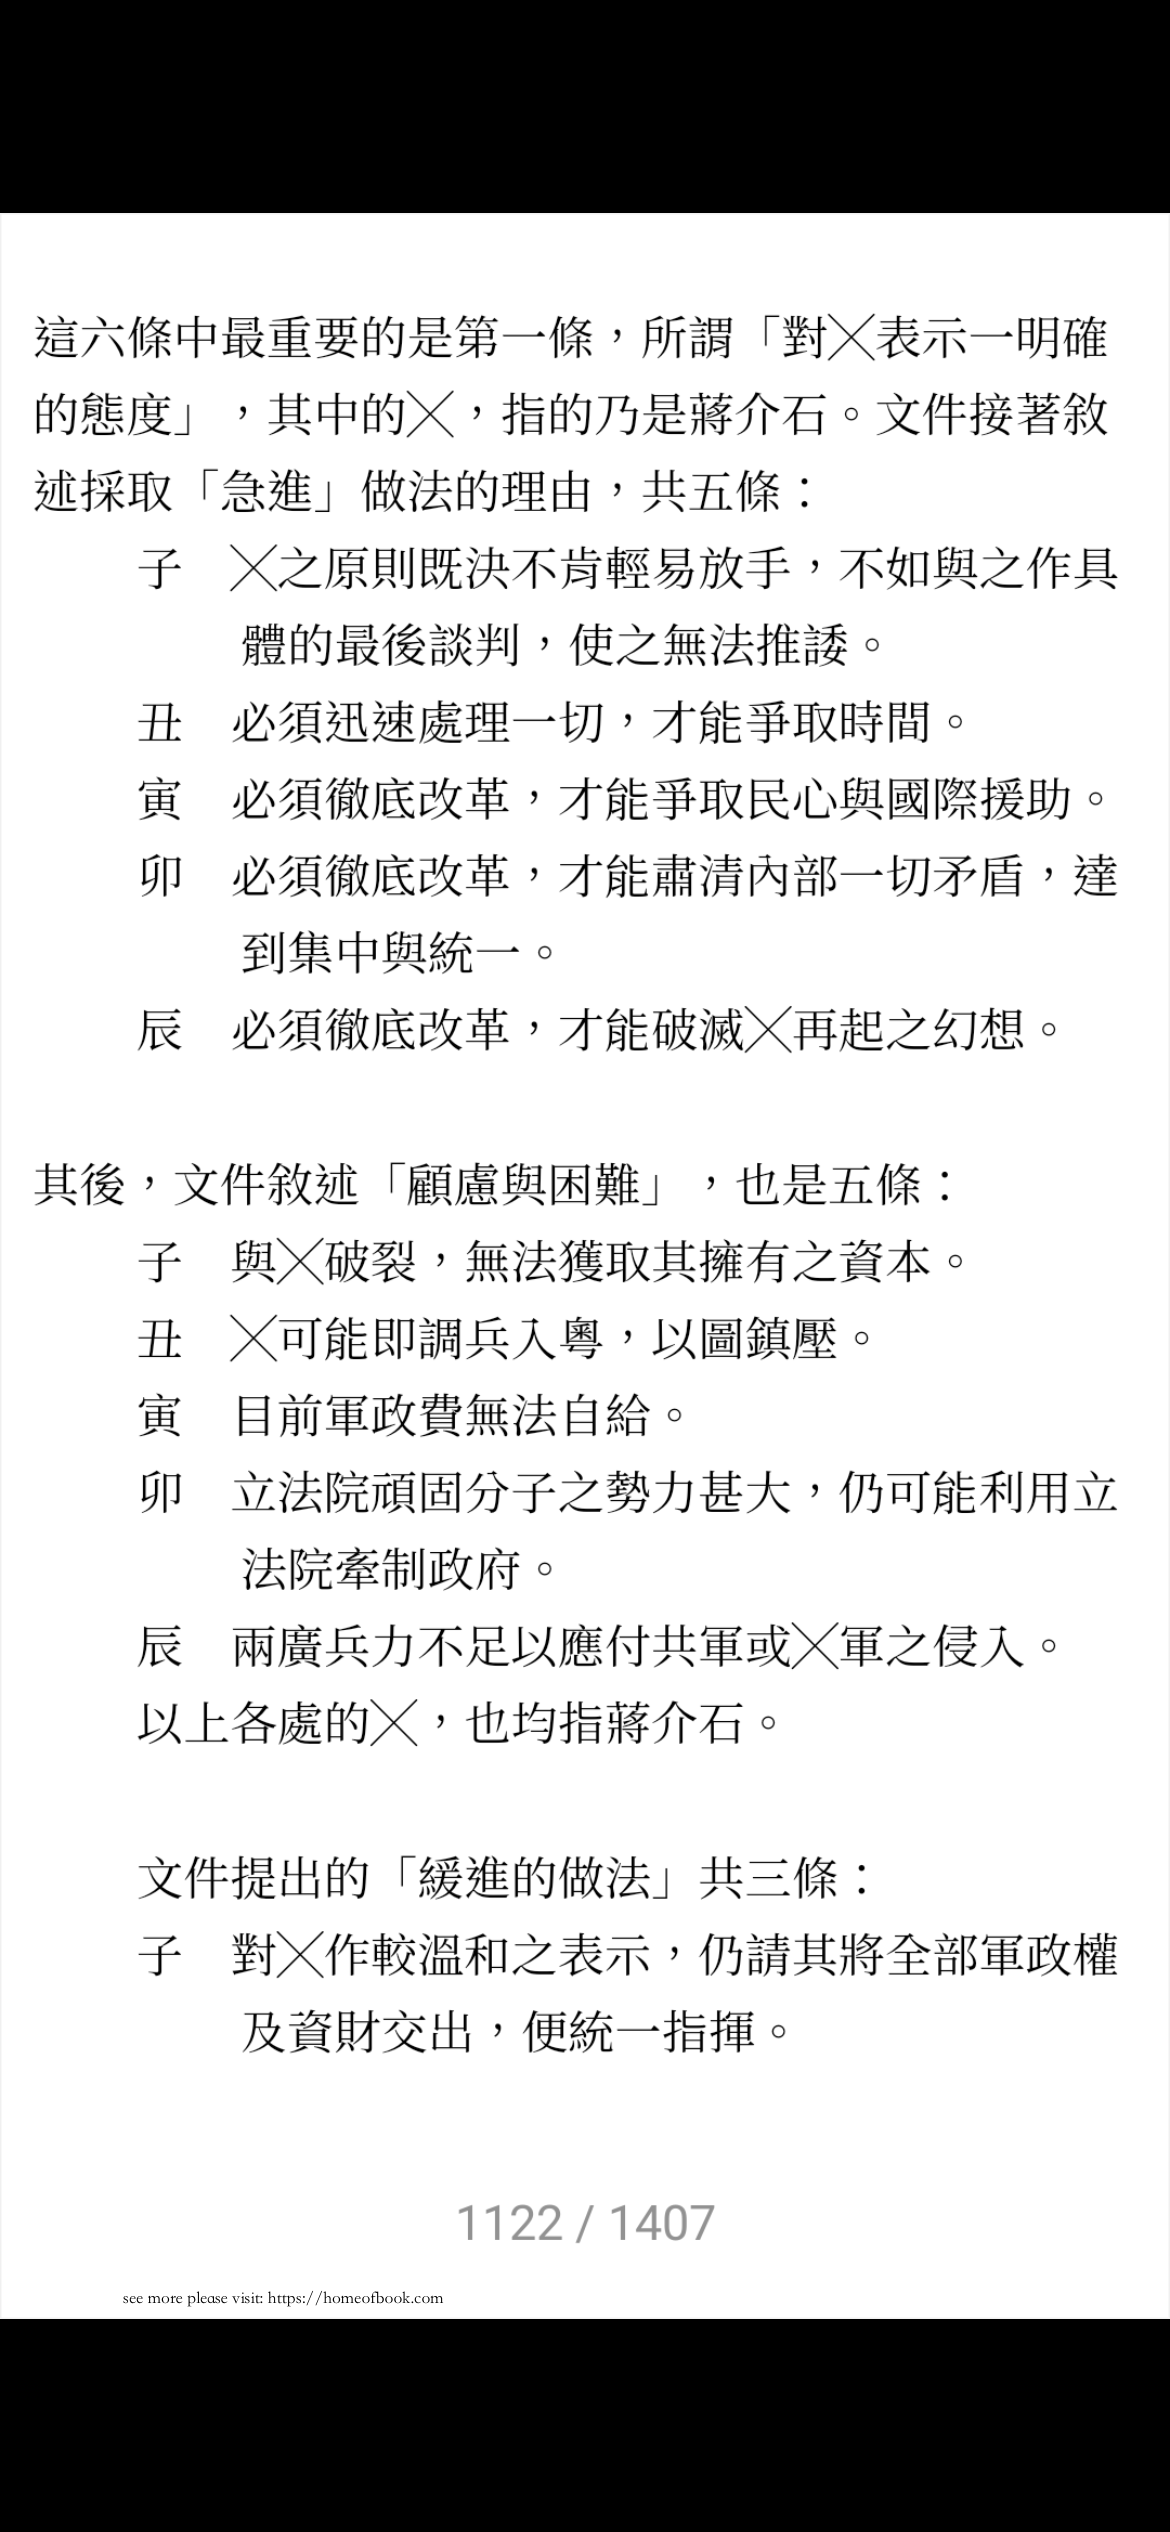 這六條中最重要的是第一條，所謂「對╳表示一明確
的態度」，其中的╳，指的乃是蔣介石。文件接著敘
述採取「急進」做法的理由，共五條：
子　╳之原則既決不肯輕易放手，不如與之作具
體的最後談判，使之無法推諉。
丑　必須迅速處理一切，才能爭取時間。
寅　必須徹底改革，才能爭取民心與國際援助。
卯　必須徹底改革，才能肅清內部一切矛盾，達
到集中與統一。
辰　必須徹底改革，才能破滅╳再起之幻想。
其後，文件敘述「顧慮與困難」，也是五條：
子　與╳破裂，無法獲取其擁有之資本。
丑　╳可能即調兵入粵，以圖鎮壓。
寅　目前軍政費無法自給。
卯　立法院頑固分子之勢力甚大，仍可能利用立
法院牽制政府。
辰　兩廣兵力不足以應付共軍或╳軍之侵入。
以上各處的╳，也均指蔣介石。
文件提出的「緩進的做法」共三條：
子　對╳作較溫和之表示，仍請其將全部軍政權
及資財交出，便統一指揮。
1122 / 1407
see more please visit: https://homeofbook.com